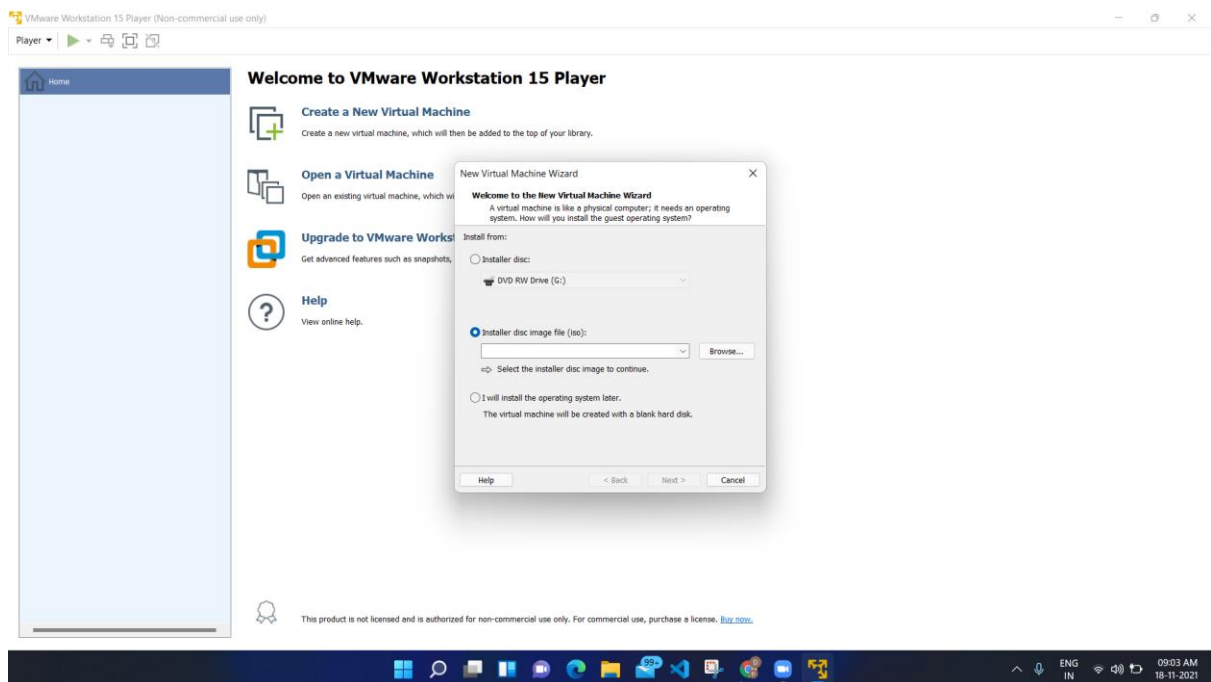 VMware Workstation 15 Player (Non-commercial use only)
Player
Home
Welcome to VMware Workstation 15 Player
Create a New Virtual Machine
Create a new virtual machine, which will then be added to the top of your library.
Open a Virtual Machine
Open an existing virtual machine, which wi
Upgrade to VMware Works
Get advanced features such as snapshots,
Help
View online help.
New Virtual Machine Wizard
Welcome to the New Virtual Machine Wizard
A virtual machine is like a physical computer; it needs an operating
system. How will you install the guest operating system?
Install from:
Installer disc:
DVD RW Drive (G:)
Installer disc image file (iso):
Browse...
Select the installer disc image to continue.
I will install the operating system later.
The virtual machine will be created with a blank hard disk.
Help
< Back
Next >
Cancel
This product is not licensed and is authorized for non-commercial use only. For commercial use, purchase a license. Buy now.
99+
ENG
IN
09:03 AM
18-11-2021